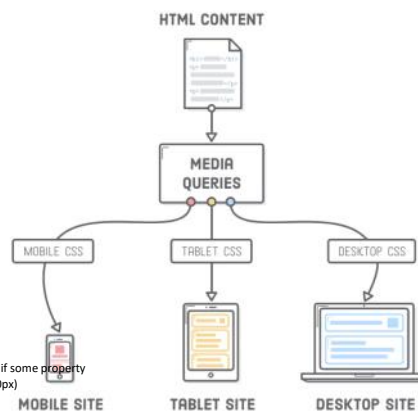 HTML CONTENT
MEDIA
QUERIES
MOBILE CSS
TABLET CSS
DESKTOP CSS
if some property
0px)
MOBILE SITE
TABLET SITE
DESKTOP SITE